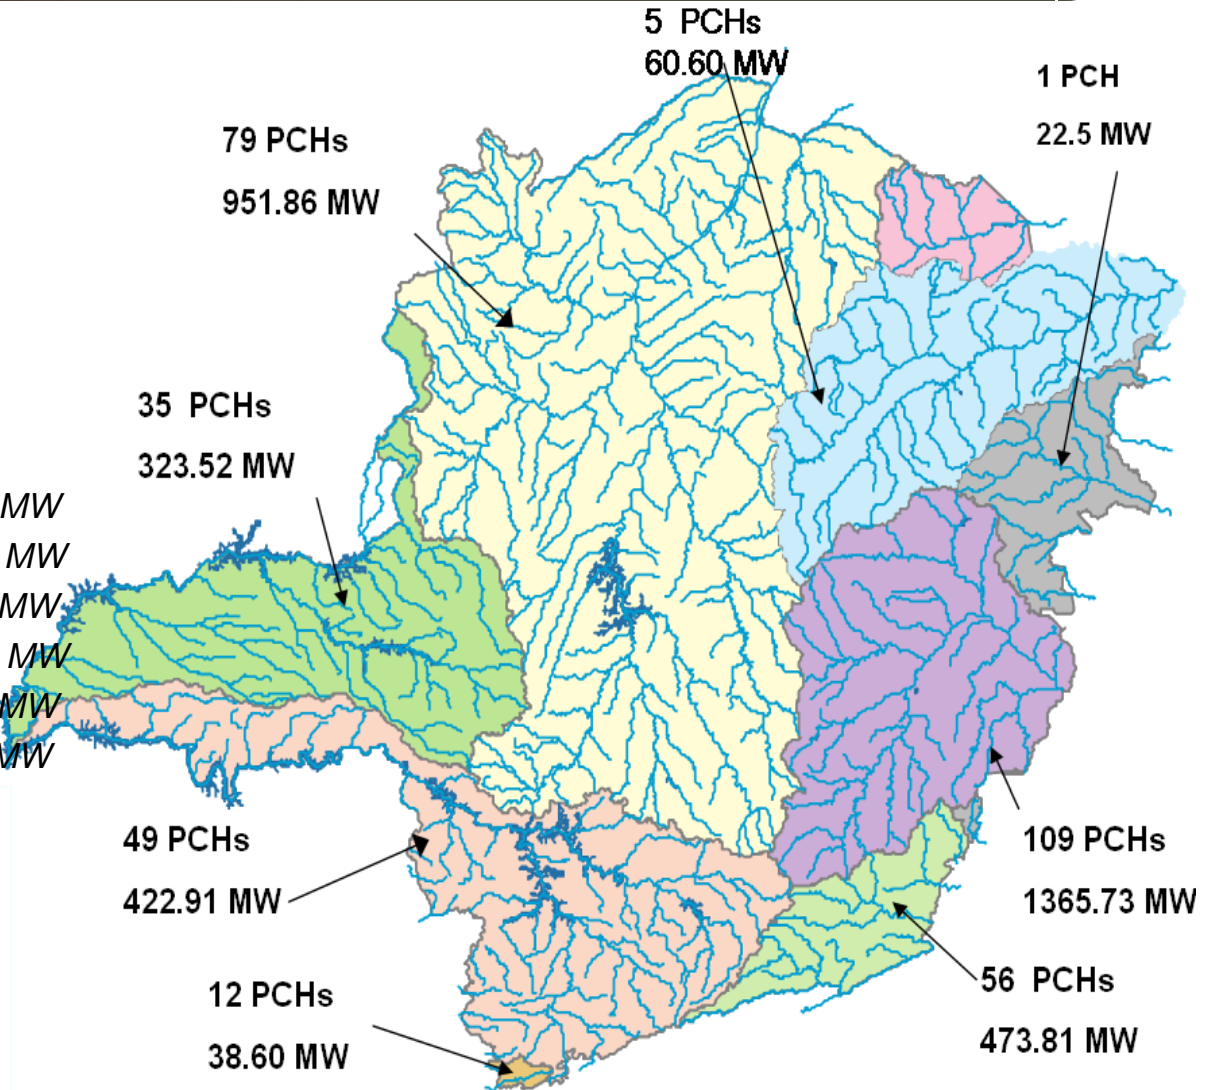 5 PCHs
60.60 MW
1 PCH
22.5 MW
79 PCHs
951.86 MW
35 PCHs
323.52 MW
MW
MW
MW
MW
MW
MW
49 PCHs
422.91 MW
109 PCHs
1365.73 MW
12 PCHs
38.60 MW
56 PCHs
473.81 MW